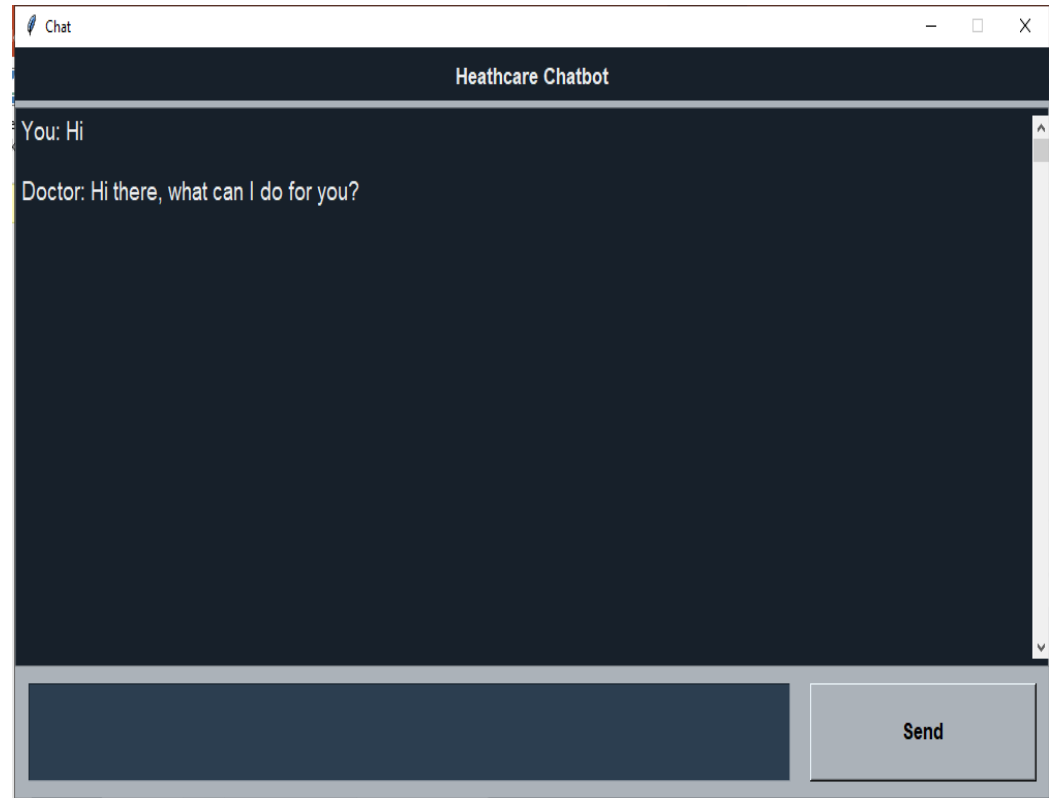 Chat
Heathcare Chatbot
You: Hi
Doctor: Hi there, what can I do for you?
Send